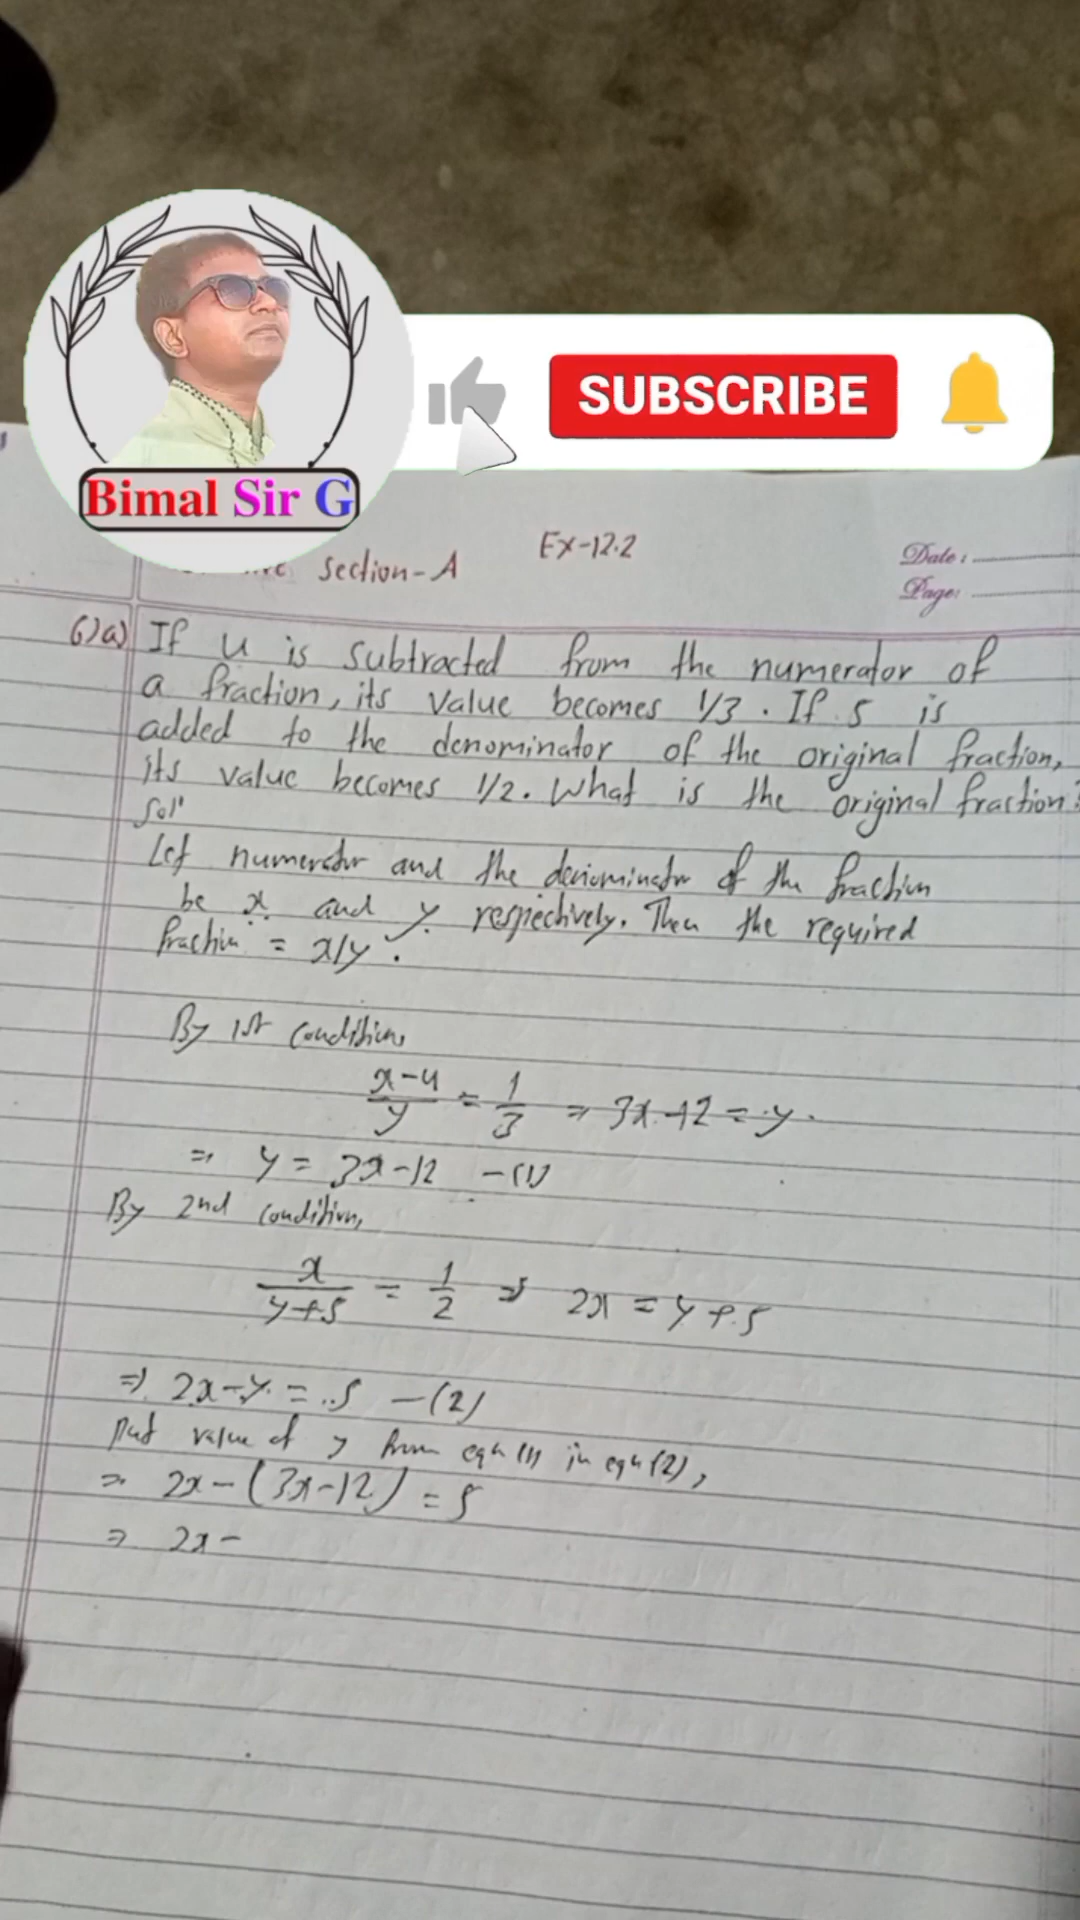 SUBSCRIBE
Bimal Sir G
Section-A
Ex-12.2
Date:
Page:
6)a) If 4 is subtracted from the numerator of
a fraction, its value becomes 1/3. If 5 is
added to the denominator of the original fraction,
its value becomes 1/2. What is the original fraction?
Solⁿ
Let numerator and the denominator of the fraction
be x and y respectively. Then the required
fraction = x/y.
By 1st condition,
x-4/y = 1/3 ⇒ 3x-12 = y
⇒ y = 3x-12 -(1)
By 2nd condition,
x/y+5 = 1/2 ⇒ 2x = y+5
⇒ 2x-y = 5 -(2)
put value of y from eqn (1) in eqn (2),
⇒ 2x-(3x-12) = 5
⇒ 2x-